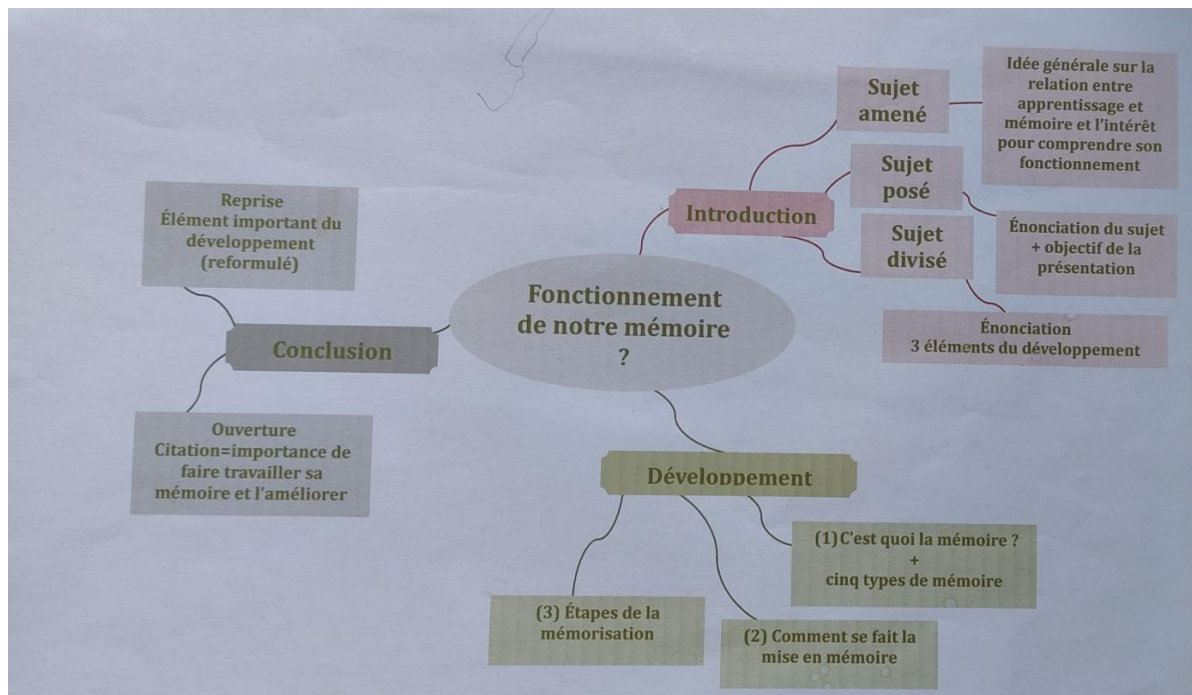 Fonctionnement
de notre mémoire
?
Introduction
Sujet
amené
Idée générale sur la
relation entre
apprentissage et
mémoire et l'intérêt
pour comprendre son
fonctionnement
Sujet
posé
Énonciation du sujet
+ objectif de la
présentation
Sujet
divisé
Énonciation
3 éléments du développement
Développement
(1) C'est quoi la mémoire ?
+
cinq types de mémoire
(2) Comment se fait la
mise en mémoire
(3) Étapes de la
mémorisation
Conclusion
Reprise
Élément important du
développement
(reformulé)
Ouverture
Citation=importance de
faire travailler sa
mémoire et l'améliorer